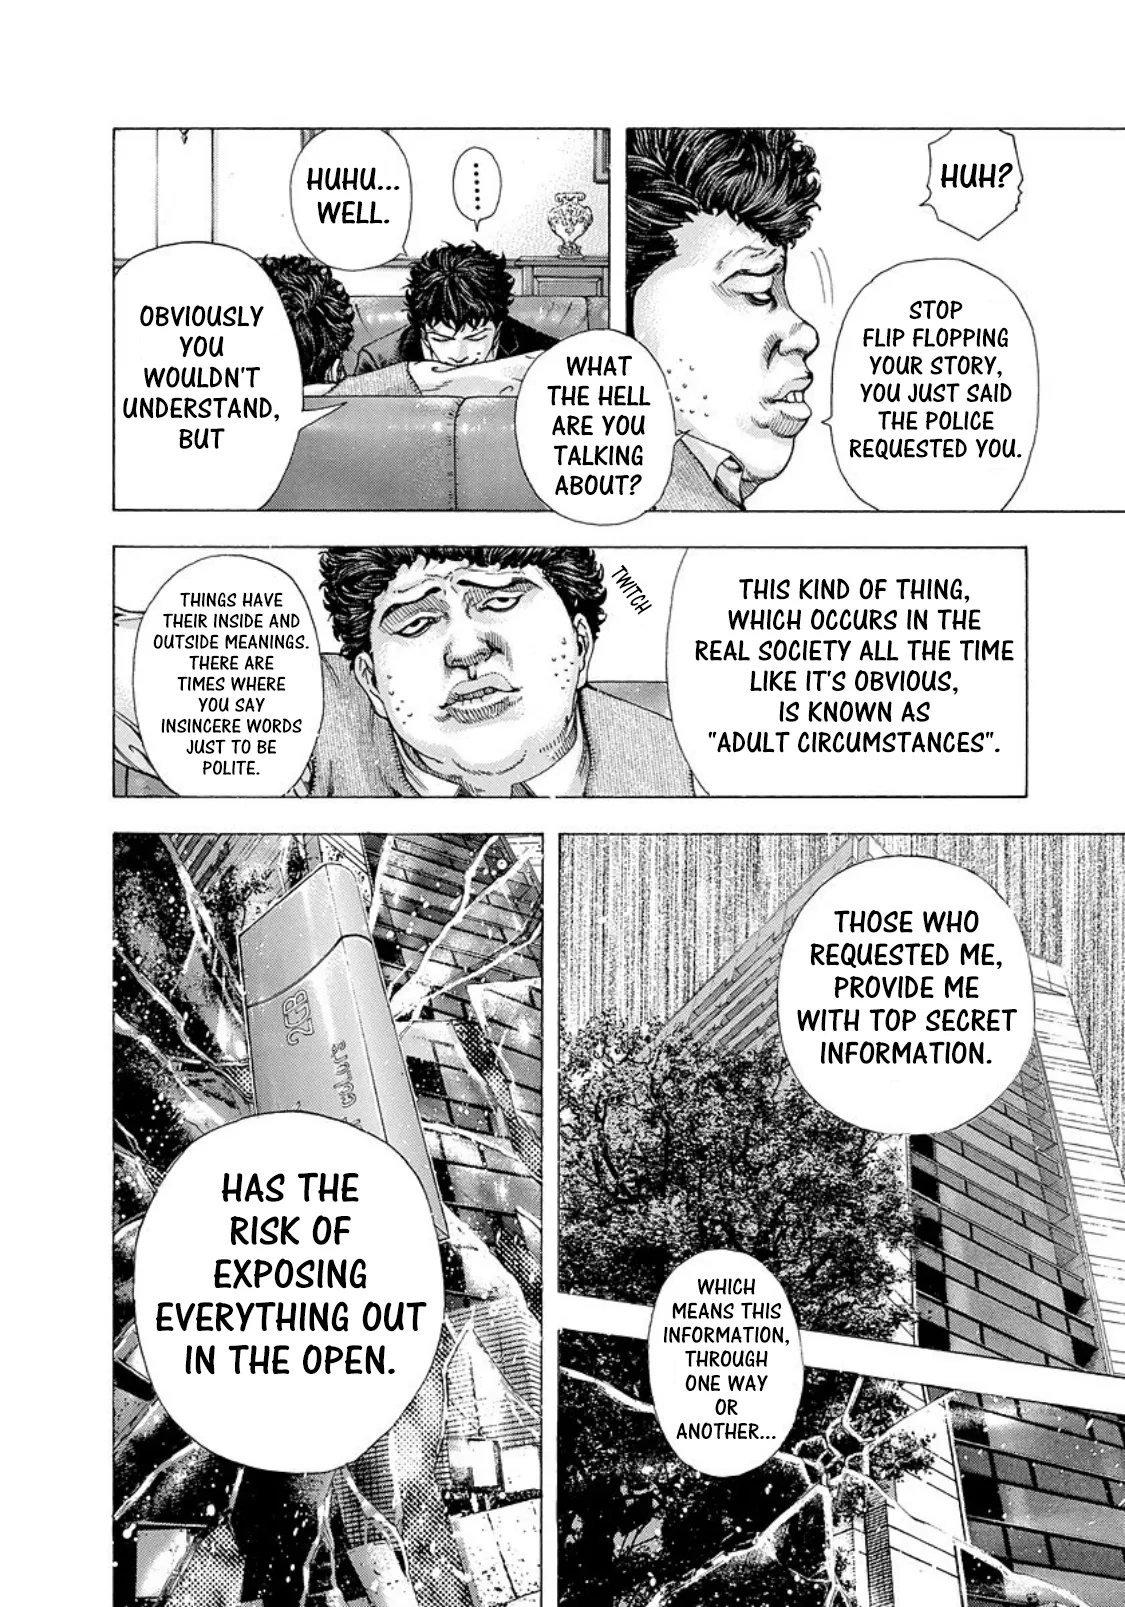 HUH?
STOP
FLIP FLOPPING
YOUR STORY,
YOU JUST SAID
THE POLICE
REQUESTED YOU.
WHAT
THE HELL
ARE YOU
TALKING
ABOUT?
.....
HUHU...
WELL.
OBVIOUSLY
YOU
WOULDN'T
UNDERSTAND,
BUT
THIS KIND OF THING,
WHICH OCCURS IN THE
REAL SOCIETY ALL THE TIME
LIKE IT'S OBVIOUS,
IS KNOWN AS
"ADULT CIRCUMSTANCES".
TWITCH
THINGS HAVE
THEIR INSIDE AND
OUTSIDE MEANINGS.
THERE ARE
TIMES WHERE
YOU SAY
INSINCERE WORDS
JUST TO BE
POLITE.
THOSE WHO
REQUESTED ME,
PROVIDE ME
WITH TOP SECRET
INFORMATION.
WHICH
MEANS THIS
INFORMATION,
THROUGH
ONE WAY
OR
ANOTHER...
2GB
HAS THE
RISK OF
EXPOSING
EVERYTHING OUT
IN THE OPEN.